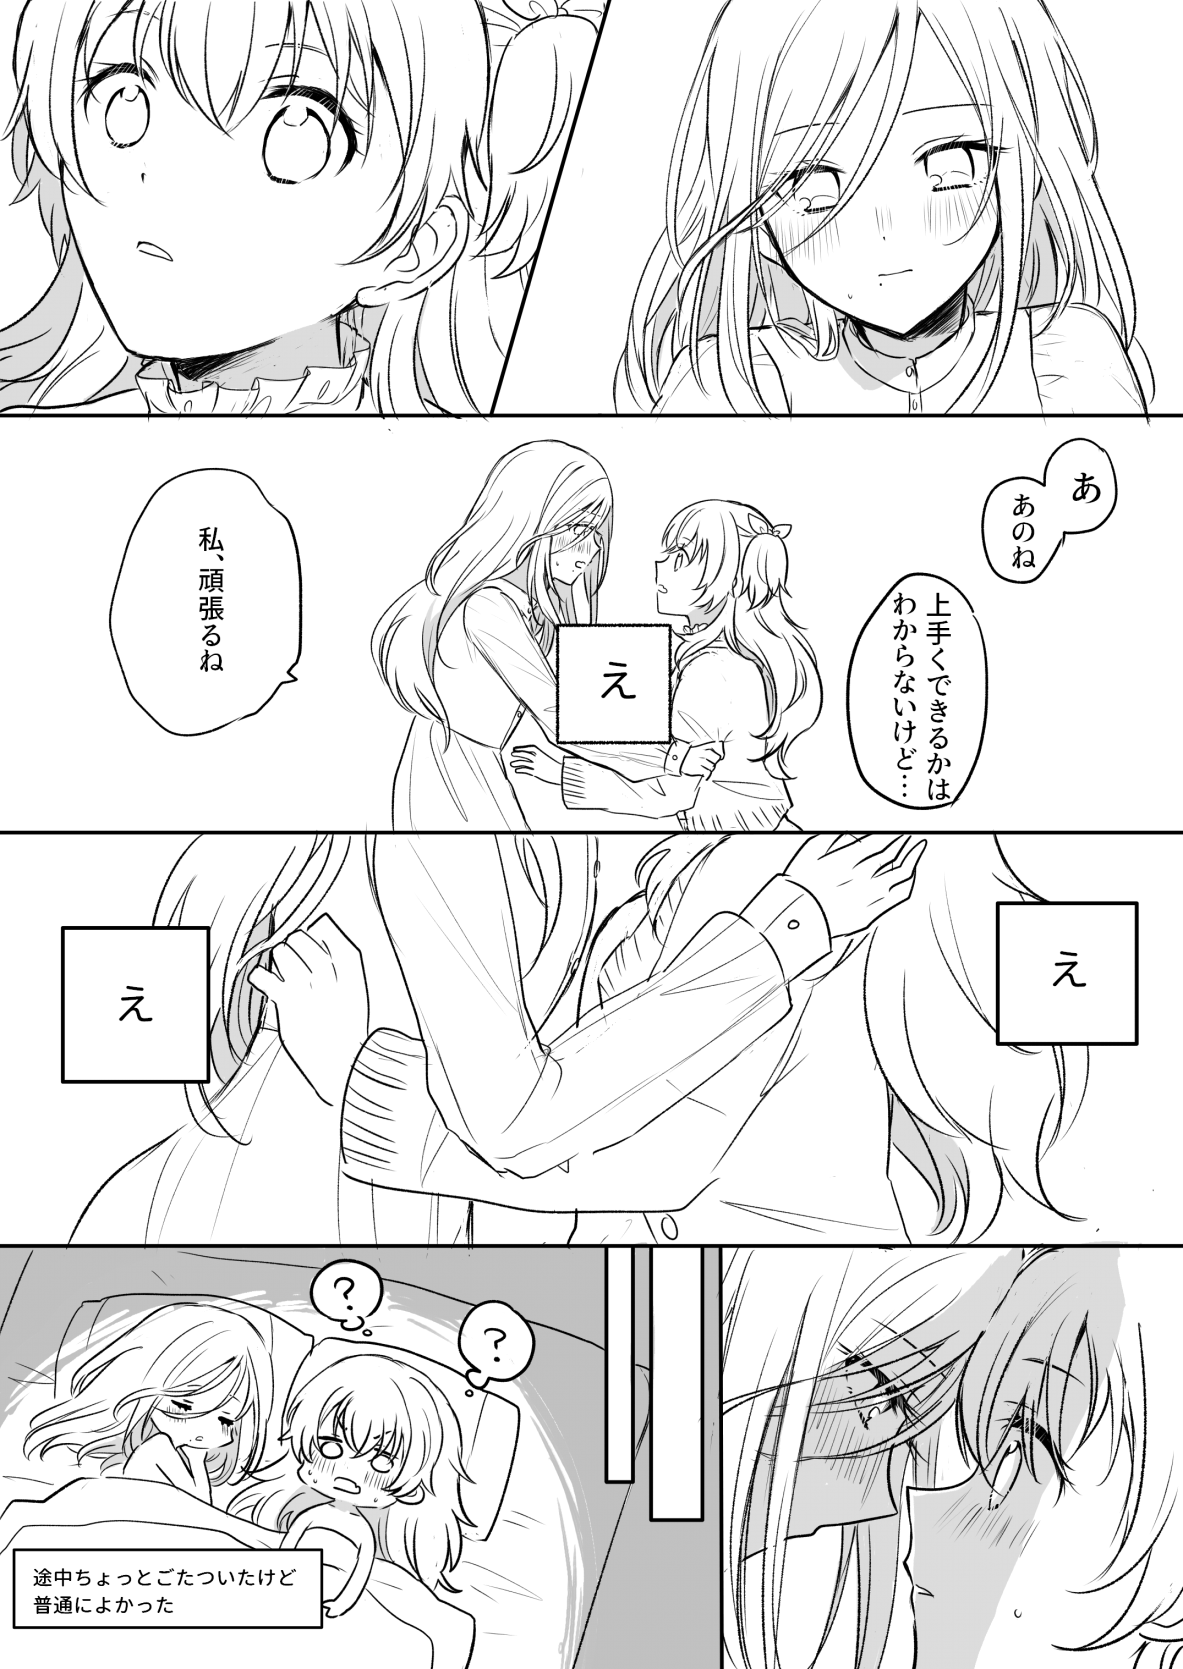 あ
あのね
上手くできるかは
わからないけど…
え
私、頑張るね
え
え
？
？
途中ちょっとごたついたけど
普通によかった